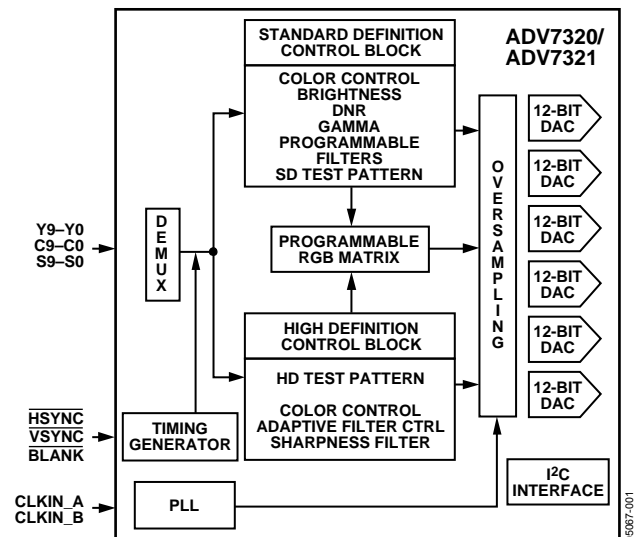 STANDARD DEFINITION
CONTROL BLOCK
ADV7320/
ADV7321
COLOR CONTROL
BRIGHTNESS
DNR
GAMMA
PROGRAMMABLE
FILTERS
SD TEST PATTERN
Y9–Y0
C9–C0
S9–S0
DEMUX
PROGRAMMABLE
RGB MATRIX
OVERSAMPLING
12-BIT
DAC
12-BIT
DAC
12-BIT
DAC
12-BIT
DAC
12-BIT
DAC
12-BIT
DAC
HIGH DEFINITION
CONTROL BLOCK
HD TEST PATTERN
COLOR CONTROL
ADAPTIVE FILTER CTRL
SHARPNESS FILTER
HSYNC
VSYNC
BLANK
TIMING
GENERATOR
CLKIN_A
CLKIN_B
PLL
I²C
INTERFACE
05067-001